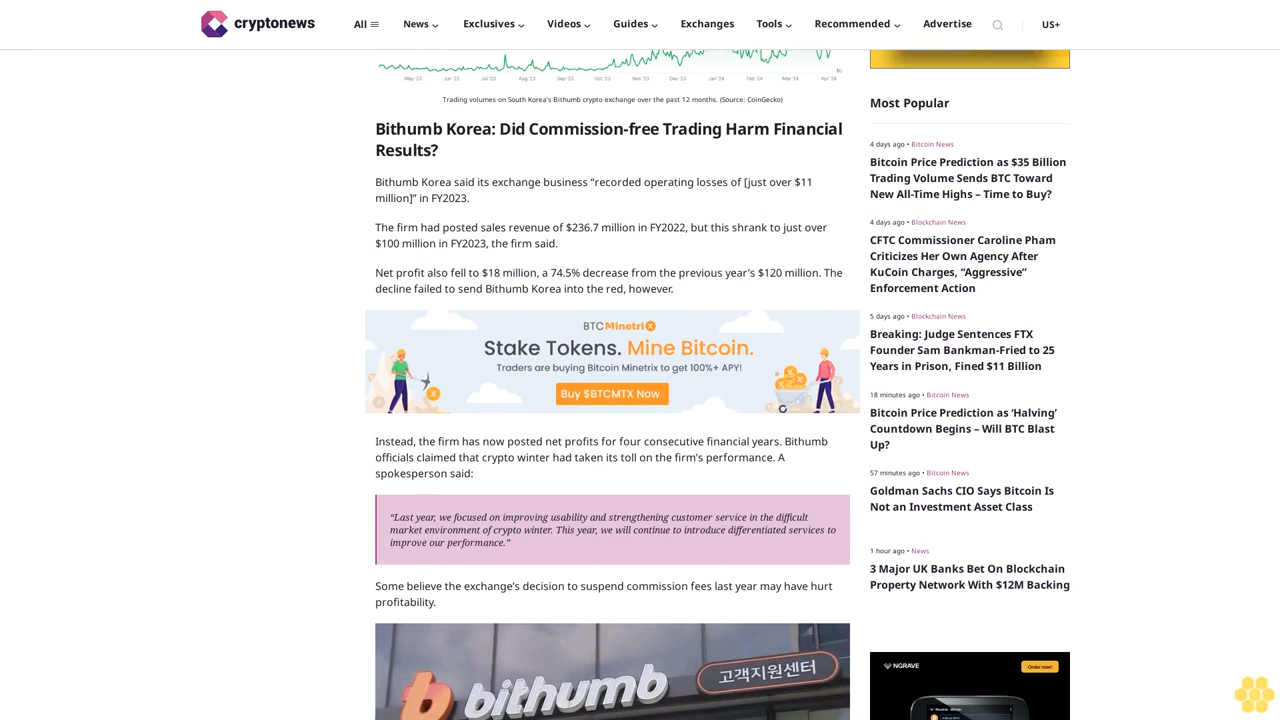 cryptonews
All
News
Exclusives
Videos
Guides
Exchanges
Tools
Recommended
Advertise
US+
May '23 Jun '23 Jul '23 Aug '23 Sep '23 Oct '23 Nov '23 Dec '23 Jan '24 Feb '24 Mar '24 Apr '24
$0
Trading volumes on South Korea's Bithumb crypto exchange over the past 12 months. (Source: CoinGecko)
Bithumb Korea: Did Commission-free Trading Harm Financial
Results?
Bithumb Korea said its exchange business “recorded operating losses of [just over $11
million]” in FY2023.
The firm had posted sales revenue of $236.7 million in FY2022, but this shrank to just over
$100 million in FY2023, the firm said.
Net profit also fell to $18 million, a 74.5% decrease from the previous year’s $120 million. The
decline failed to send Bithumb Korea into the red, however.
BTC Minetrix
Stake Tokens. Mine Bitcoin.
Traders are buying Bitcoin Minetrix to get 100%+ APY!
Buy $BTCMTX Now
Instead, the firm has now posted net profits for four consecutive financial years. Bithumb
officials claimed that crypto winter had taken its toll on the firm’s performance. A
spokesperson said:
“Last year, we focused on improving usability and strengthening customer service in the difficult
market environment of crypto winter. This year, we will continue to introduce differentiated services to
improve our performance.”
Some believe the exchange’s decision to suspend commission fees last year may have hurt
profitability.
bithumb
고객지원센터
Most Popular
4 days ago • Bitcoin News
Bitcoin Price Prediction as $35 Billion
Trading Volume Sends BTC Toward
New All-Time Highs – Time to Buy?
4 days ago • Blockchain News
CFTC Commissioner Caroline Pham
Criticizes Her Own Agency After
KuCoin Charges, “Aggressive”
Enforcement Action
5 days ago • Blockchain News
Breaking: Judge Sentences FTX
Founder Sam Bankman-Fried to 25
Years in Prison, Fined $11 Billion
18 minutes ago • Bitcoin News
Bitcoin Price Prediction as ‘Halving’
Countdown Begins – Will BTC Blast
Up?
57 minutes ago • Bitcoin News
Goldman Sachs CIO Says Bitcoin Is
Not an Investment Asset Class
1 hour ago • News
3 Major UK Banks Bet On Blockchain
Property Network With $12M Backing
NGRAVE
Order now!